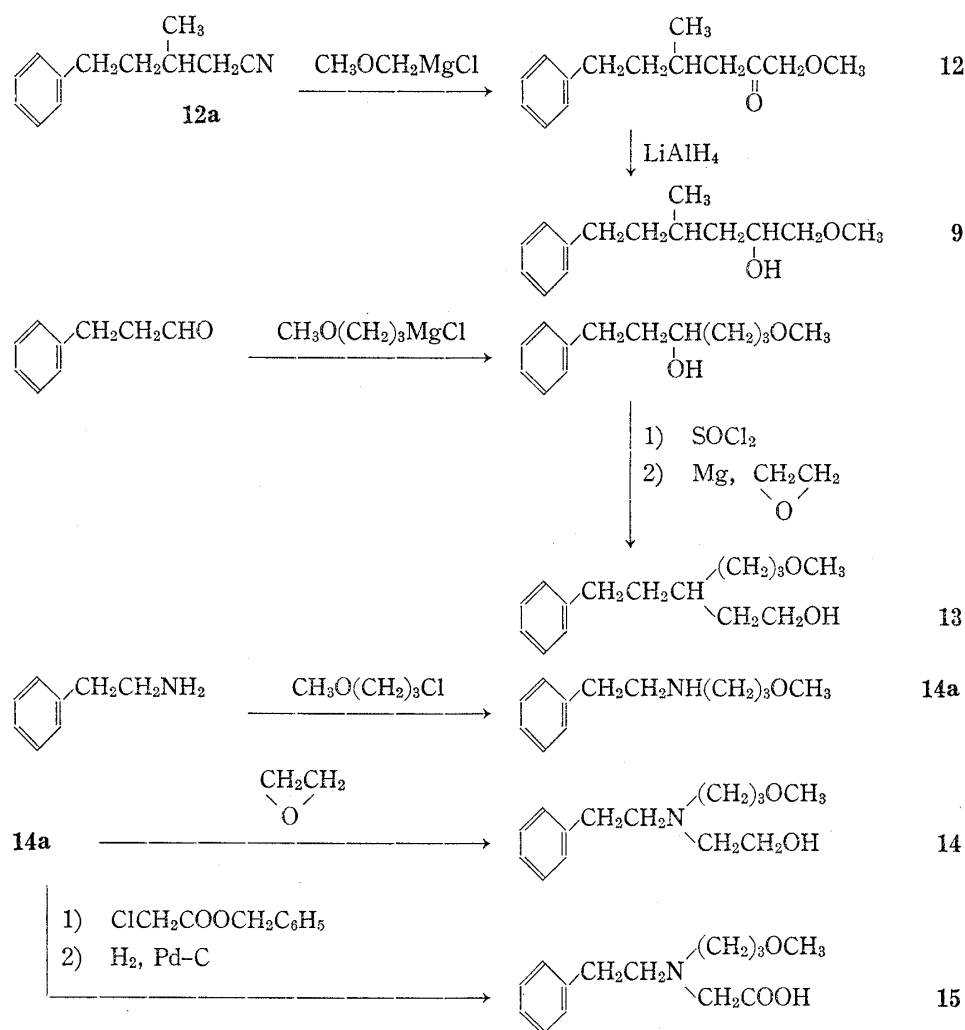 CH₃
CH₂CH₂CHCH₂CN
12a
CH₃OCH₂MgCl
CH₃
CH₂CH₂CHCH₂CCH₂OCH₃
O
12
LiAlH₄
CH₃
CH₂CH₂CHCH₂CHCH₂OCH₃
OH
9
CH₂CH₂CHO
CH₃O(CH₂)₃MgCl
CH₂CH₂CH(CH₂)₃OCH₃
OH
1) SOCl₂
2) Mg, CH₂CH₂
O
(CH₂)₃OCH₃
CH₂CH₂CH
CH₂CH₂OH
13
CH₂CH₂NH₂
CH₃O(CH₂)₃Cl
CH₂CH₂NH(CH₂)₃OCH₃
14a
14a
CH₂CH₂
O
(CH₂)₃OCH₃
CH₂CH₂N
CH₂CH₂OH
14
1) ClCH₂COOCH₂C₆H₅
2) H₂, Pd–C
(CH₂)₃OCH₃
CH₂CH₂N
CH₂COOH
15